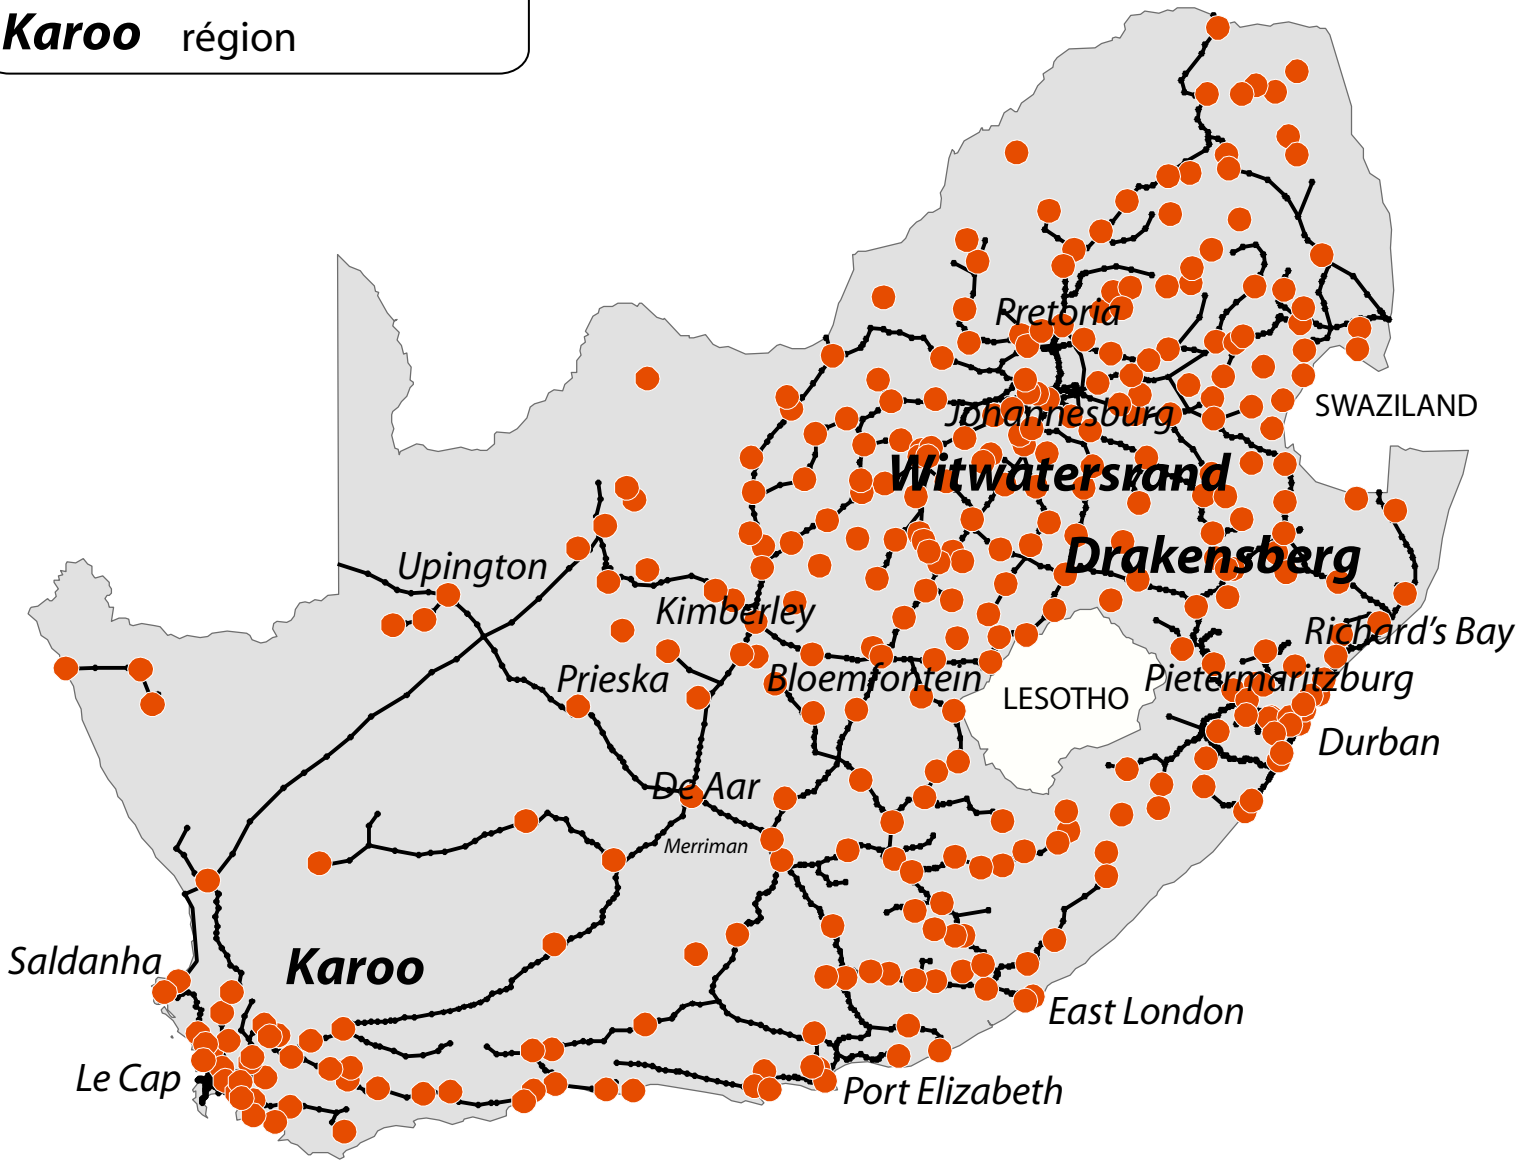 Karoo région
Pretoria
Johannesburg
SWAZILAND
Witwatersrand
Drakensberg
Upington
Kimberley
Richard's Bay
Prieska
Bloemfontein
LESOTHO
Pietermaritzburg
Durban
De Aar
Merriman
Saldanha
Karoo
East London
Le Cap
Port Elizabeth